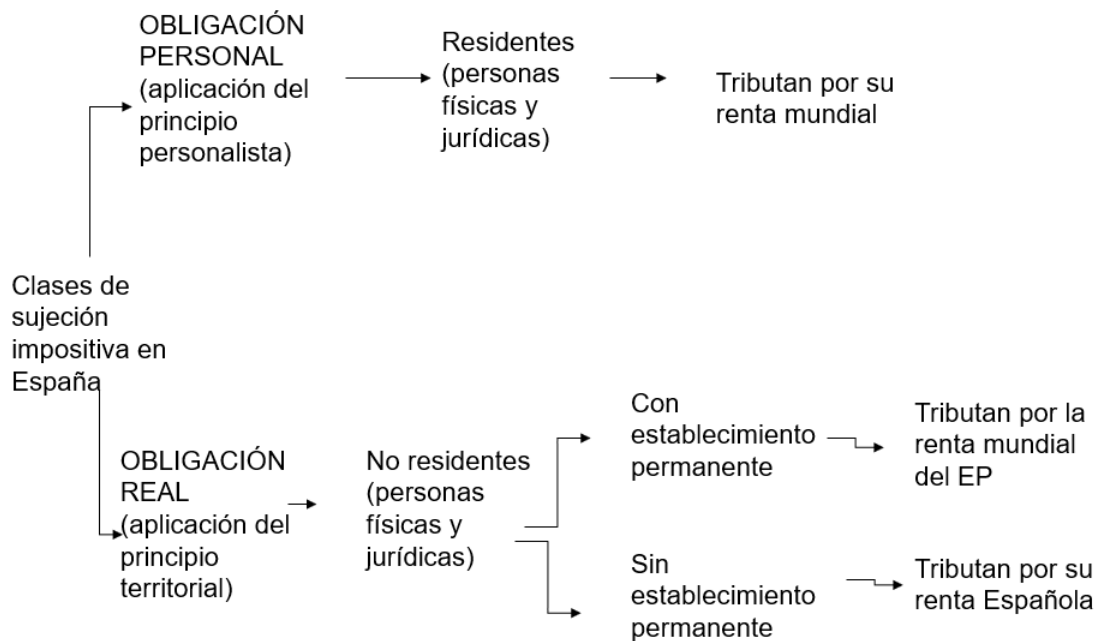 OBLIGACIÓN
PERSONAL
(aplicación del
principio
personalista)
Residentes
(personas
físicas y
jurídicas)
Tributan por su
renta mundial
Clases de
sujeción
impositiva en
España
OBLIGACIÓN
REAL
(aplicación del
principio
territorial)
No residentes
(personas
físicas y
jurídicas)
Con
establecimiento
permanente
Tributan por la
renta mundial
del EP
Sin
establecimiento
permanente
Tributan por su
renta Española